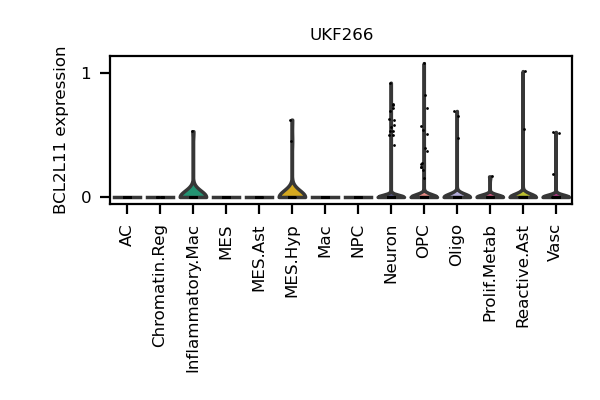 UKF266
BCL2L11 expression
1
0
AC
Chromatin.Reg
Inflammatory.Mac
MES
MES.Ast
MES.Hyp
Mac
NPC
Neuron
OPC
Oligo
Prolif.Metab
Reactive.Ast
Vasc